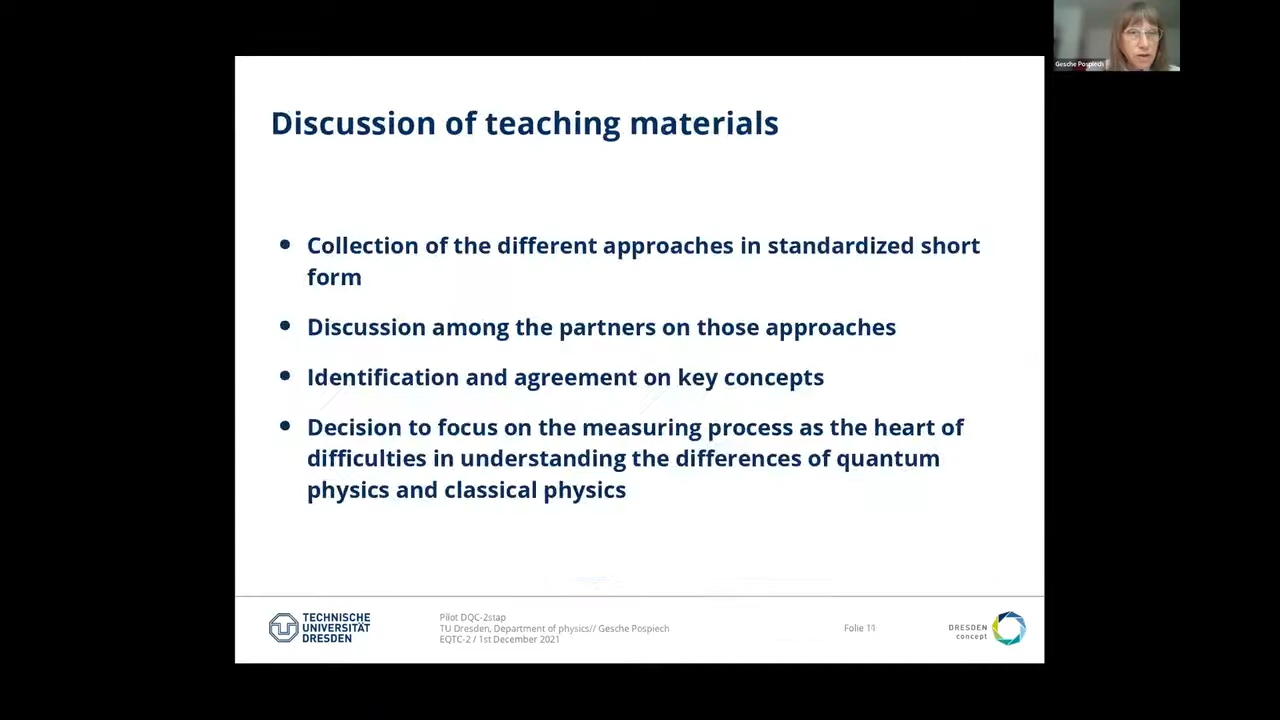 Gesche Pospiech
Discussion of teaching materials
• Collection of the different approaches in standardized short
form
• Discussion among the partners on those approaches
• Identification and agreement on key concepts
• Decision to focus on the measuring process as the heart of
difficulties in understanding the differences of quantum
physics and classical physics
TECHNISCHE
UNIVERSITÄT
DRESDEN
Pilot DQC-2stap
TU Dresden, Department of physics// Gesche Pospiech
EQTC-2 / 1st December 2021
Folie 11
DRESDEN
concept